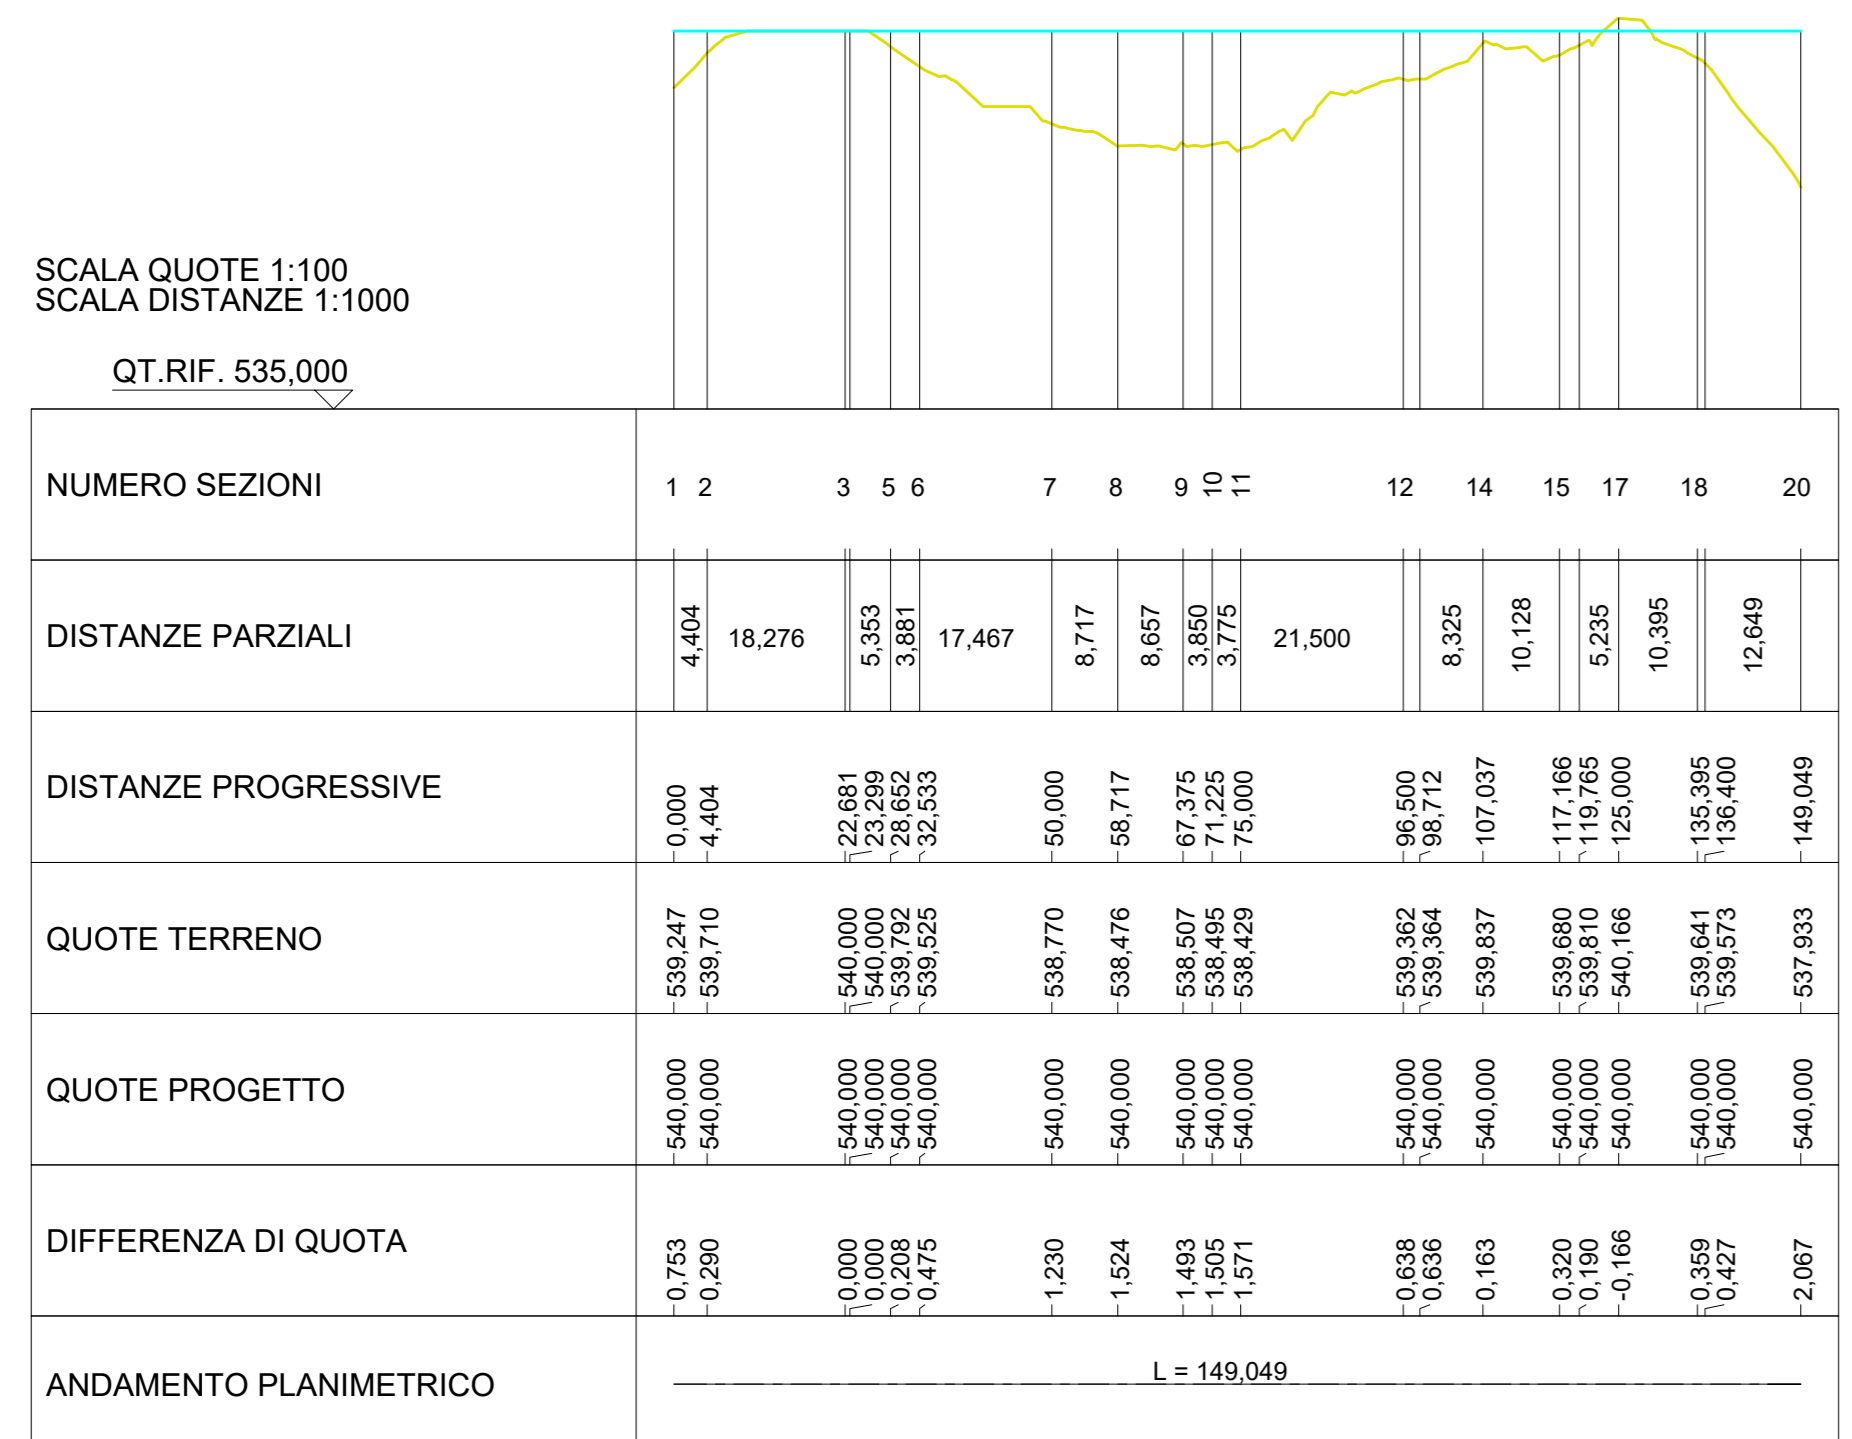 SCALA QUOTE 1:100
SCALA DISTANZE 1:1000
QT.RIF. 535,000
NUMERO SEZIONI
1 2 3 5 6 7 8 9 10 11 12 14 15 17 18 20
DISTANZE PARZIALI
4,404 18,276 5,353 3,881 17,467 8,717 8,657 3,850 3,775 21,500 8,325 10,128 5,235 10,395 12,649
DISTANZE PROGRESSIVE
0,000 4,404 22,681 23,299 28,652 32,533 50,000 58,717 67,375 71,225 75,000 96,500 98,712 107,037 117,166 119,765 125,000 135,395 136,400 149,049
QUOTE TERRENO
539,247 539,710 540,000 540,000 539,792 539,525 538,770 538,476 538,507 538,495 538,429 539,362 539,364 539,837 539,680 539,810 540,166 539,641 539,573 537,933
QUOTE PROGETTO
540,000 540,000 540,000 540,000 540,000 540,000 540,000 540,000 540,000 540,000 540,000 540,000 540,000 540,000 540,000 540,000 540,000 540,000 540,000 540,000
DIFFERENZA DI QUOTA
0,753 0,290 0,000 0,000 0,208 0,475 1,230 1,524 1,493 1,505 1,571 0,638 0,636 0,163 0,320 0,190 -0,166 0,359 0,427 2,067
ANDAMENTO PLANIMETRICO
L = 149,049